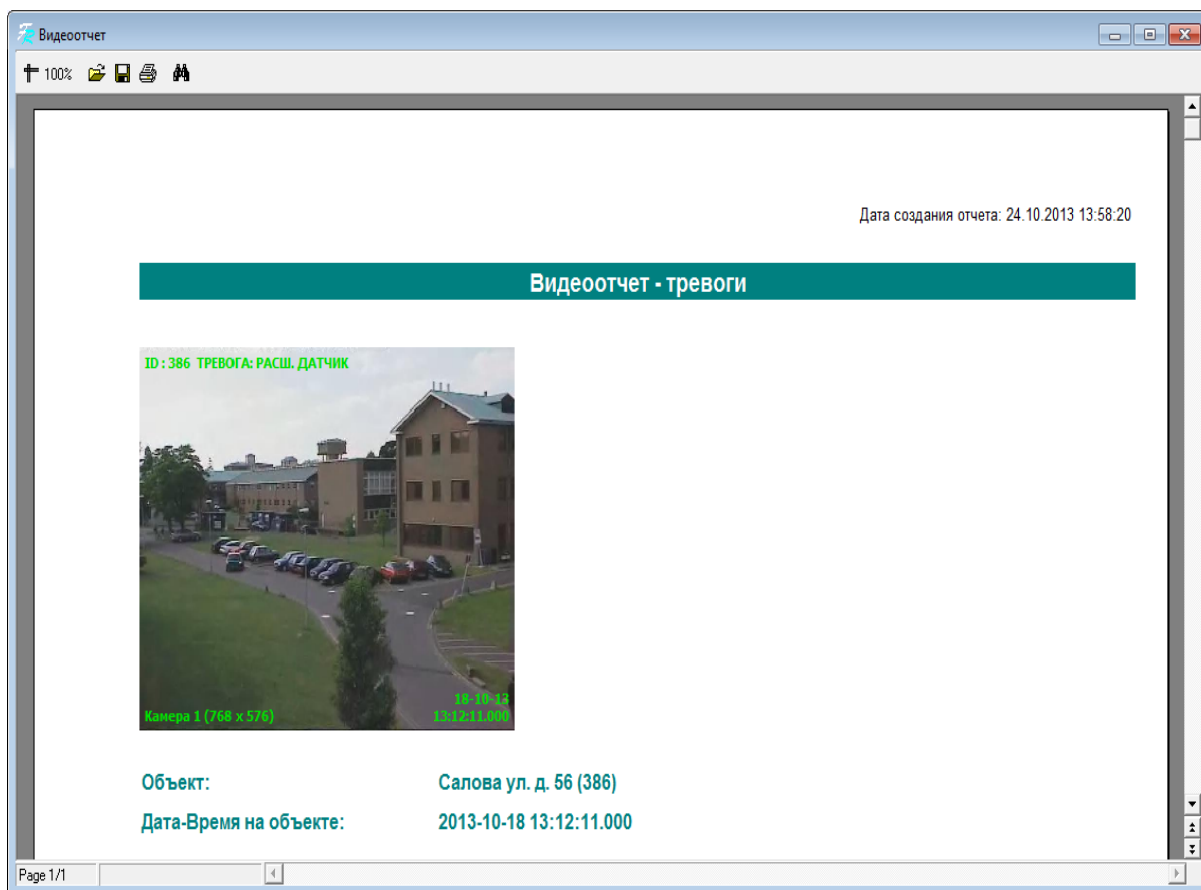 Видеоотчет
100%
Дата создания отчета: 24.10.2013 13:58:20
Видеоотчет - тревоги
ID : 386 ТРЕВОГА: РАСШ. ДАТЧИК
18-10-13
Камера 1 (768 x 576) 13:12:11.000
Объект: Салова ул. д. 56 (386)
Дата-Время на объекте: 2013-10-18 13:12:11.000
Page 1/1